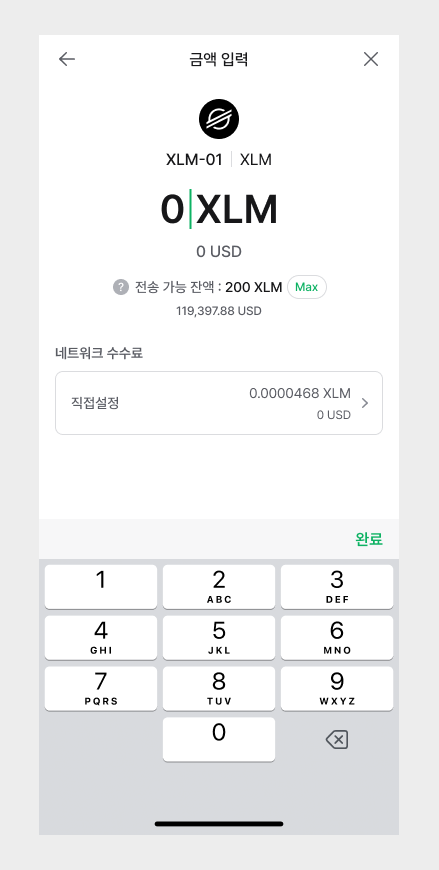 금액 입력
XLM-01 XLM
0 XLM
0 USD
? 전송 가능 잔액 : 200 XLM Max
119,397.88 USD
네트워크 수수료
직접설정 0.0000468 XLM
0 USD
완료
1 2 3
ABC DEF
4 5 6
GHI JKL MNO
7 8 9
PQRS TUV WXYZ
0